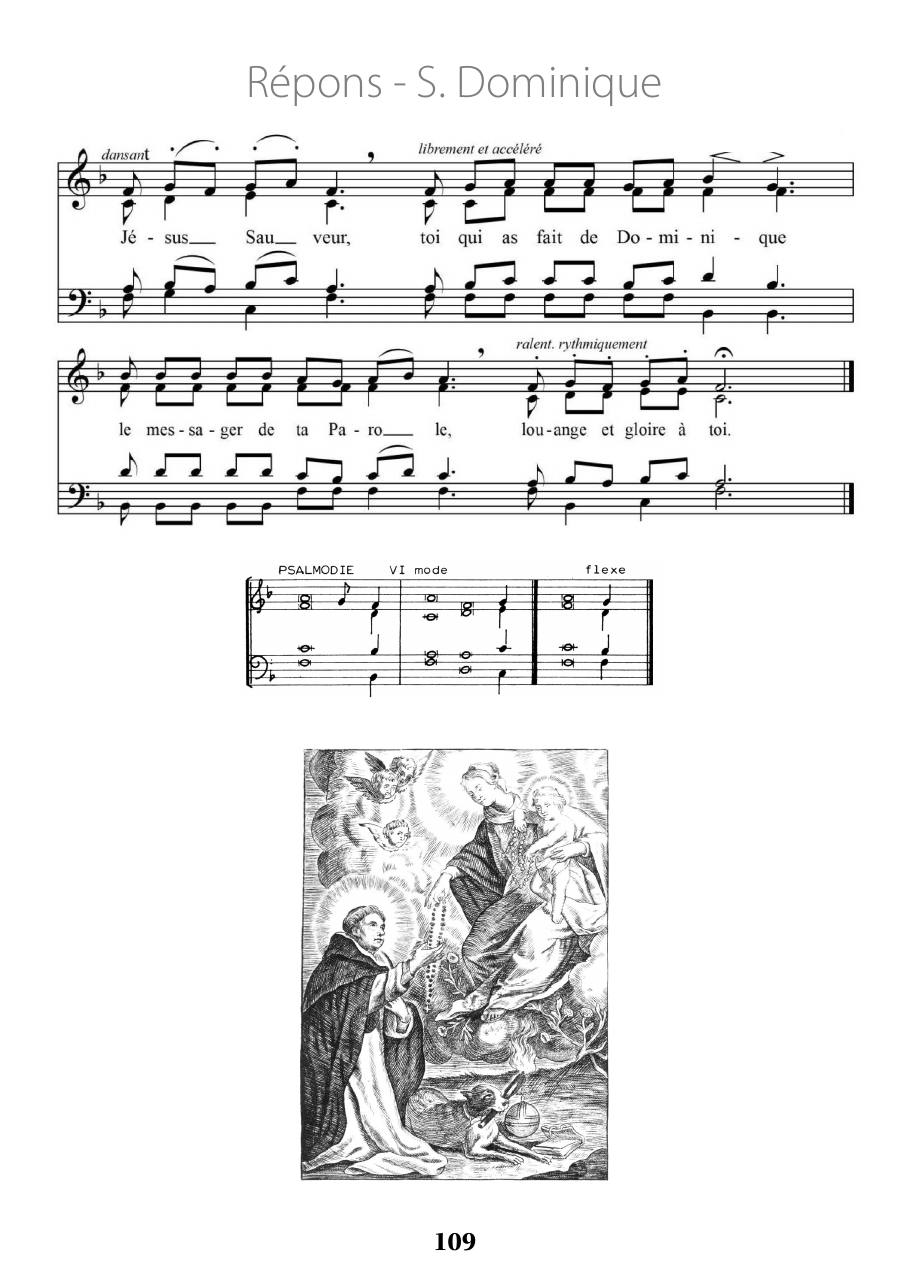 Répons - S. Dominique
dansant librement et accéléré
Jé - sus Sau veur, toi qui as fait de Do - mi - ni - que
ralent. rythmiquement
le mes - sa - ger de ta Pa - ro le, lou-ange et gloire à toi.
PSALMODIE VI mode flexe
109